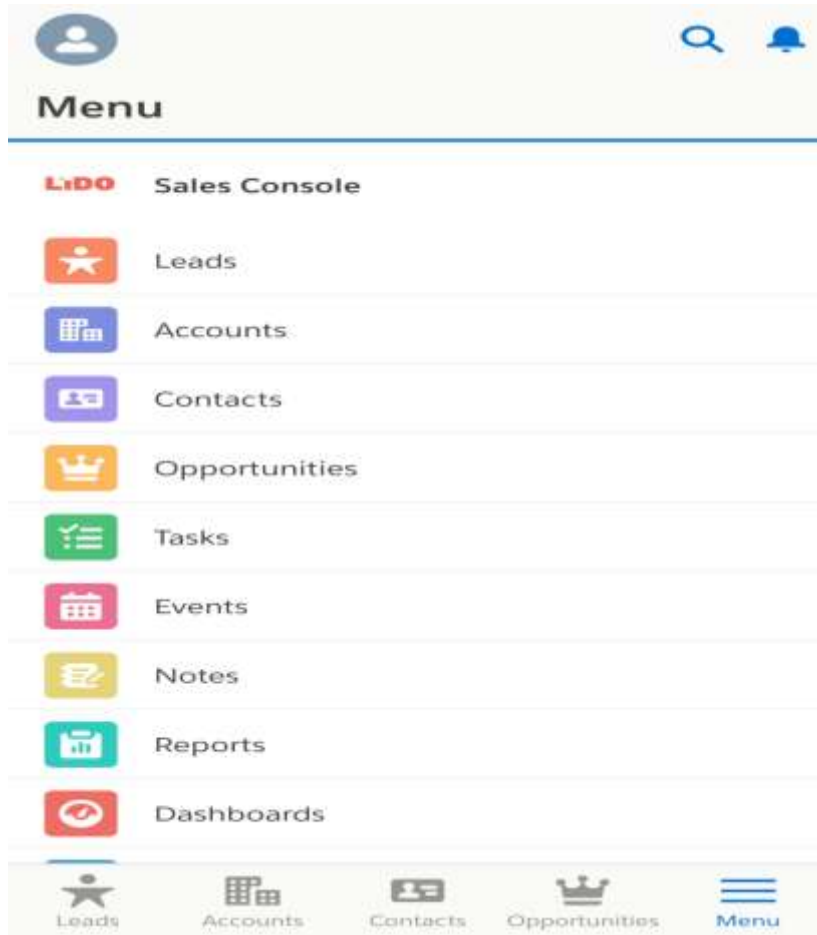 Menu
LiDO Sales Console
Leads
Accounts
Contacts
Opportunities
Tasks
Events
Notes
Reports
Dashboards
Leads Accounts Contacts Opportunities Menu